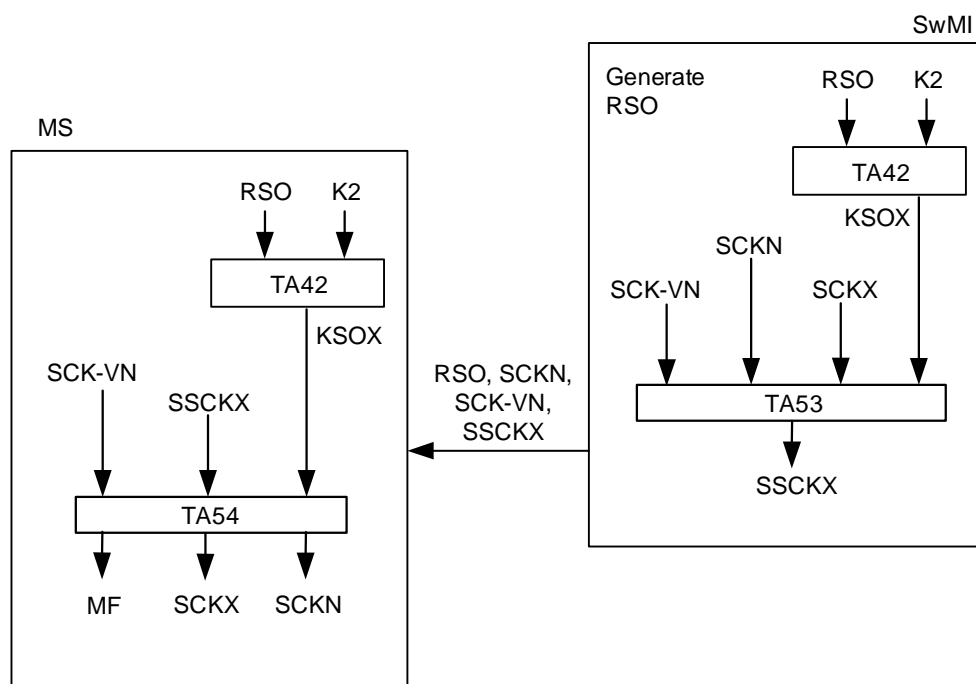 SwMI
Generate
RSO
RSO
K2
TA42
KSOX
SCKN
SCK-VN
SCKX
TA53
SSCKX
MS
RSO
K2
TA42
KSOX
SCK-VN
SSCKX
TA54
MF
SCKX
SCKN
RSO, SCKN,
SCK-VN,
SSCKX